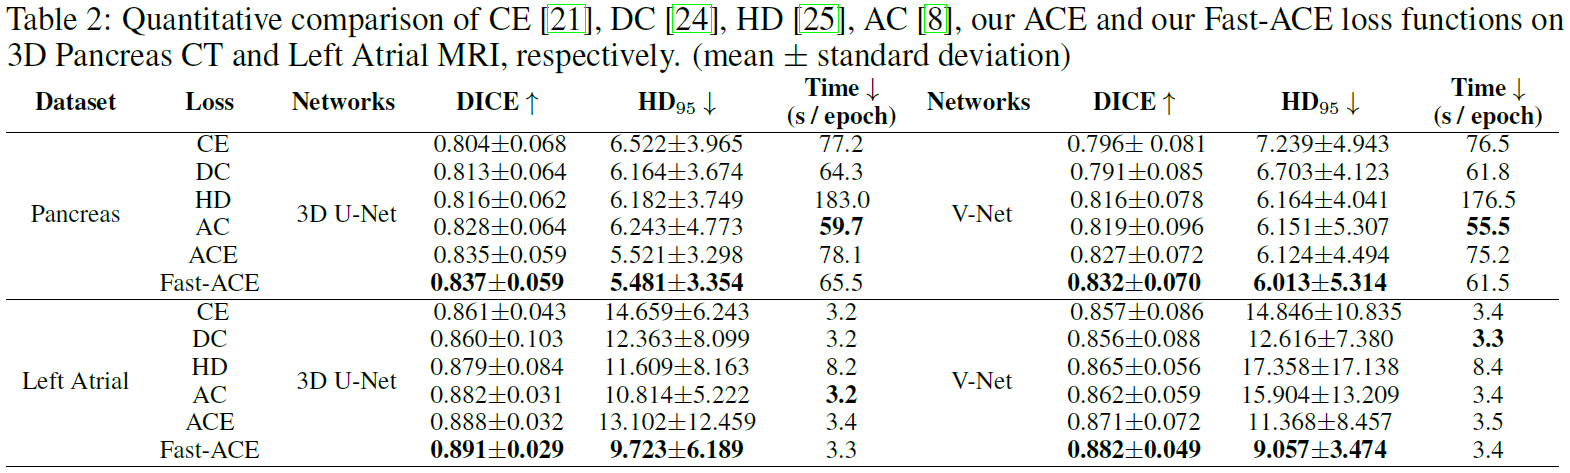 Table 2: Quantitative comparison of CE [21], DC [24], HD [25], AC [8], our ACE and our Fast-ACE loss functions on
3D Pancreas CT and Left Atrial MRI, respectively. (mean ± standard deviation)
Dataset Loss Networks DICE ↑ HD95 ↓ Time ↓ (s / epoch) Networks DICE ↑ HD95 ↓ Time ↓ (s / epoch)
Pancreas CE 3D U-Net 0.804±0.068 6.522±3.965 77.2 V-Net 0.796± 0.081 7.239±4.943 76.5
DC 0.813±0.064 6.164±3.674 64.3 0.791±0.085 6.703±4.123 61.8
HD 0.816±0.062 6.182±3.749 183.0 0.816±0.078 6.164±4.041 176.5
AC 0.828±0.064 6.243±4.773 59.7 0.819±0.096 6.151±5.307 55.5
ACE 0.835±0.059 5.521±3.298 78.1 0.827±0.072 6.124±4.494 75.2
Fast-ACE 0.837±0.059 5.481±3.354 65.5 0.832±0.070 6.013±5.314 61.5
Left Atrial CE 3D U-Net 0.861±0.043 14.659±6.243 3.2 V-Net 0.857±0.086 14.846±10.835 3.4
DC 0.860±0.103 12.363±8.099 3.2 0.856±0.088 12.616±7.380 3.3
HD 0.879±0.084 11.609±8.163 8.2 0.865±0.056 17.358±17.138 8.4
AC 0.882±0.031 10.814±5.222 3.2 0.862±0.059 15.904±13.209 3.4
ACE 0.888±0.032 13.102±12.459 3.4 0.871±0.072 11.368±8.457 3.5
Fast-ACE 0.891±0.029 9.723±6.189 3.3 0.882±0.049 9.057±3.474 3.4